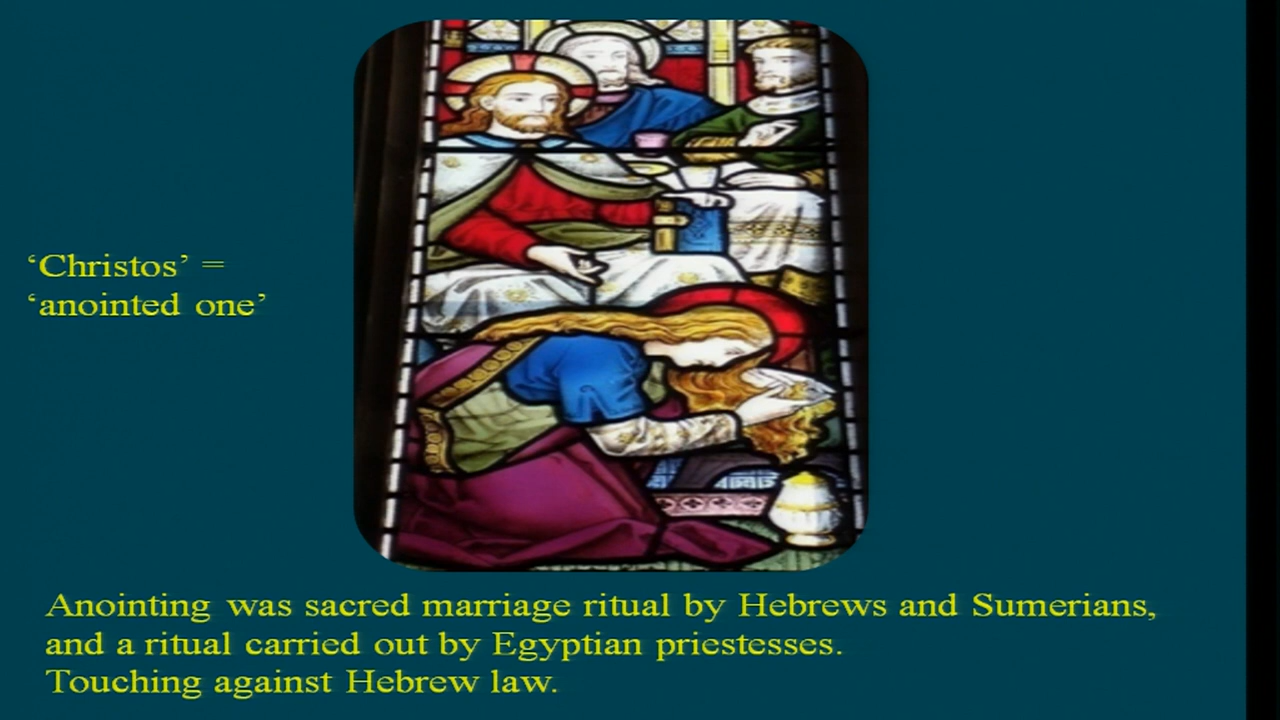 ‘Christos’ =
‘anointed one’
Anointing was sacred marriage ritual by Hebrews and Sumerians,
and a ritual carried out by Egyptian priestesses.
Touching against Hebrew law.